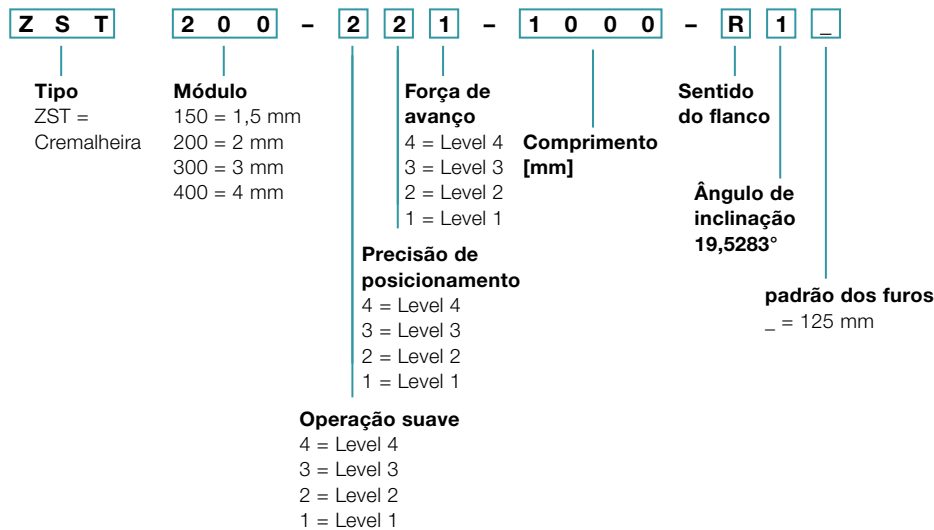 Z S T 2 0 0 – 2 2 1 – 1 0 0 0 – R 1 _
Tipo
ZST =
Cremalheira
Módulo
150 = 1,5 mm
200 = 2 mm
300 = 3 mm
400 = 4 mm
Força de
avanço
4 = Level 4
3 = Level 3
2 = Level 2
1 = Level 1
Comprimento
[mm]
Sentido
do flanco
Ângulo de
inclinação
19,5283°
padrão dos furos
_ = 125 mm
Precisão de
posicionamento
4 = Level 4
3 = Level 3
2 = Level 2
1 = Level 1
Operação suave
4 = Level 4
3 = Level 3
2 = Level 2
1 = Level 1